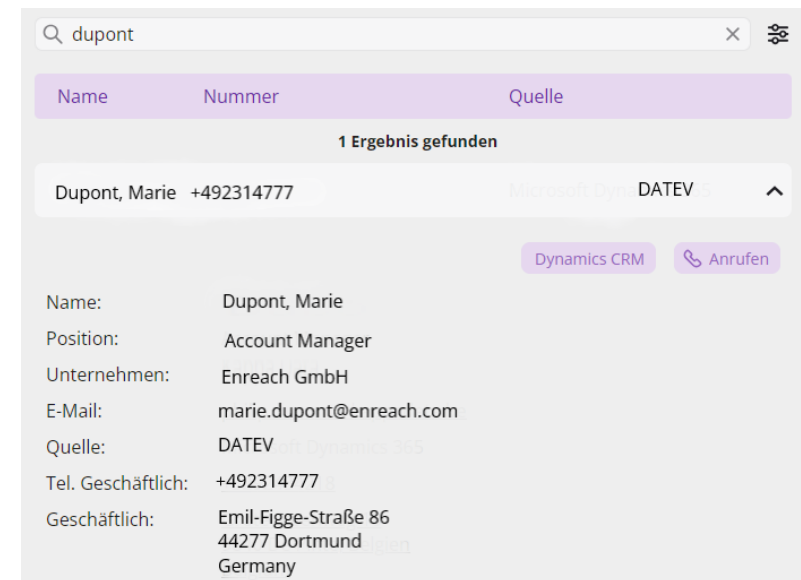 dupont
Name Nummer Quelle
1 Ergebnis gefunden
Dupont, Marie +492314777 DATEV
Dynamics CRM Anrufen
Name: Dupont, Marie
Position: Account Manager
Unternehmen: Enreach GmbH
E-Mail: marie.dupont@enreach.com
Quelle: DATEV
Tel. Geschäftlich: +492314777
Geschäftlich: Emil-Figge-Straße 86
44277 Dortmund
Germany